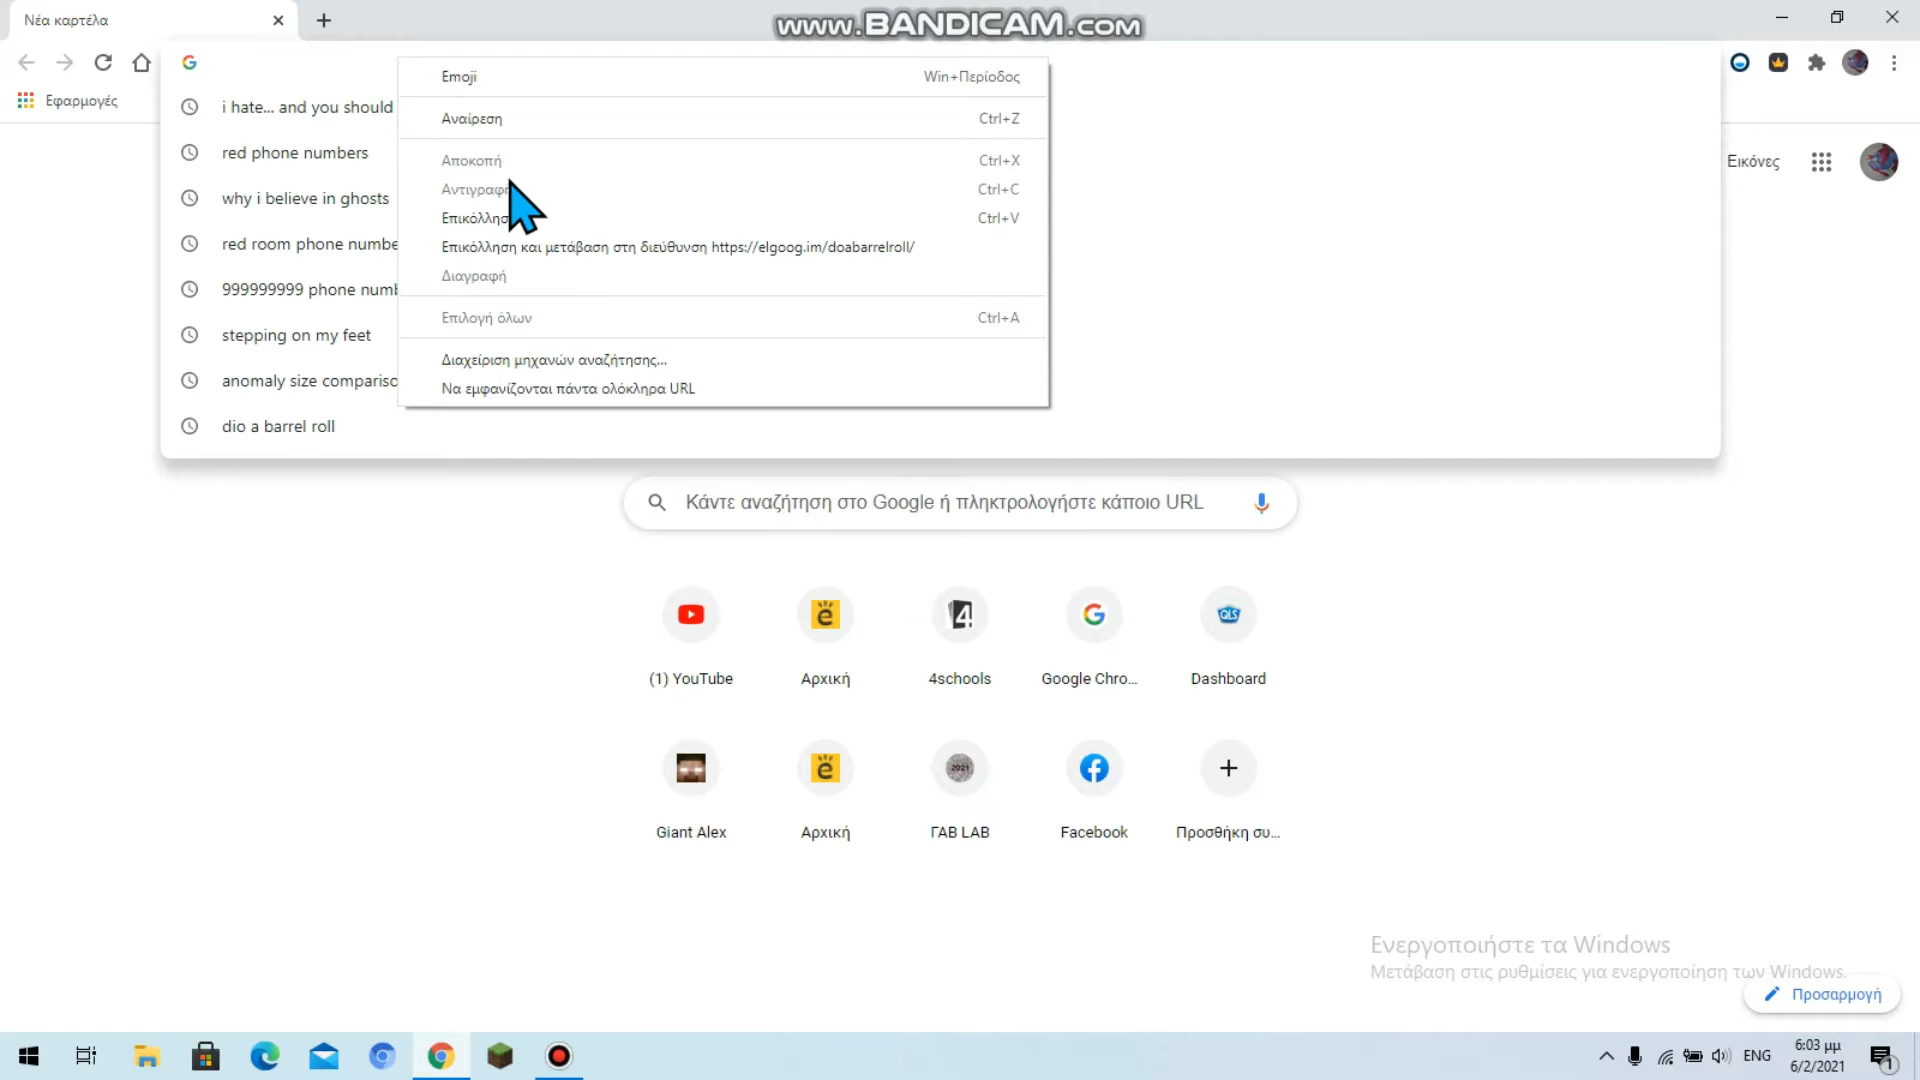 Νέα καρτέλα
www.BANDICAM.com
Εφαρμογές
i hate... and you should
red phone numbers
why i believe in ghosts
red room phone numbe
999999999 phone numb
stepping on my feet
anomaly size compariso
dio a barrel roll
Emoji Win+Περίοδος
Αναίρεση Ctrl+Z
Αποκοπή Ctrl+X
Αντιγραφή Ctrl+C
Επικόλλησ Ctrl+V
Επικόλληση και μετάβαση στη διεύθυνση https://elgoog.im/doabarrelroll/
Διαγραφή
Επιλογή όλων Ctrl+A
Διαχείριση μηχανών αναζήτησης...
Να εμφανίζονται πάντα ολόκληρα URL
Εικόνες
Κάντε αναζήτηση στο Google ή πληκτρολογήστε κάποιο URL
QLS
(1) YouTube Αρχική 4schools Google Chro... Dashboard
2021
Giant Alex Αρχική ΓΑΒ LAB Facebook Προσθήκη συ...
Ενεργοποιήστε τα Windows
Μετάβαση στις ρυθμίσεις για ενεργοποίηση των Windows.
Προσαρμογή
ENG
6:03 μμ
6/2/2021
1